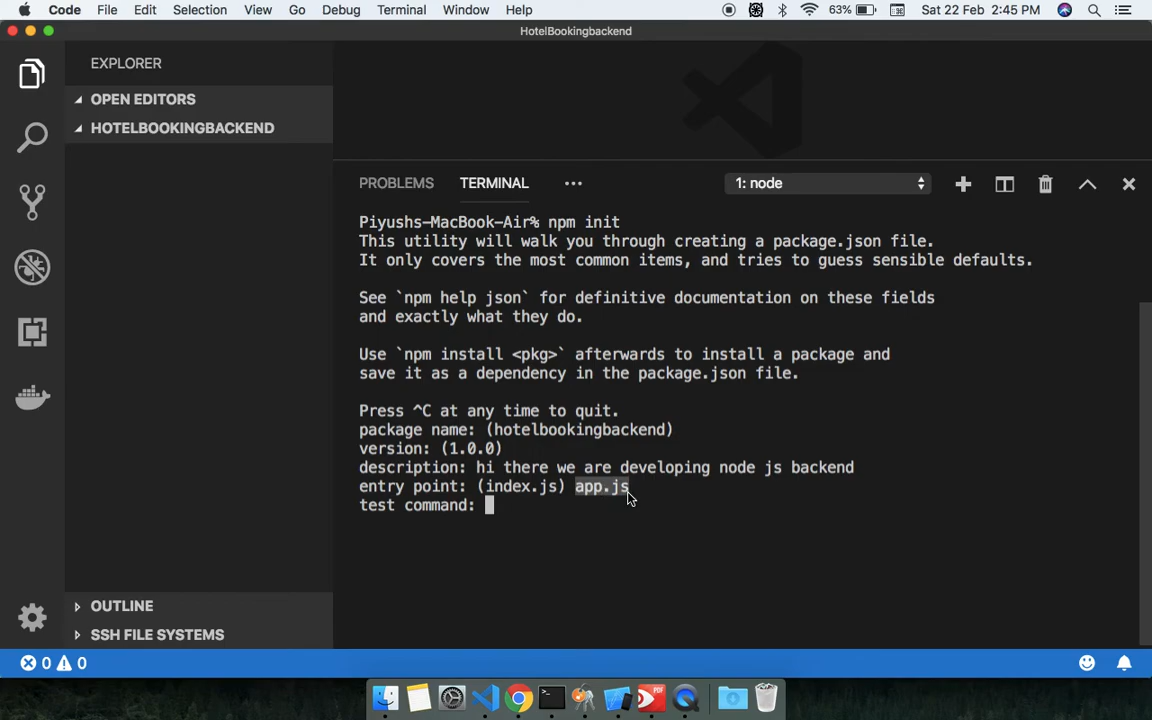 Code File Edit Selection View Go Debug Terminal Window Help 63% Sat 22 Feb 2:45 PM
HotelBookingbackend
EXPLORER
OPEN EDITORS
HOTELBOOKINGBACKEND
OUTLINE
SSH FILE SYSTEMS
PROBLEMS TERMINAL ••• 1: node
Piyushs-MacBook-Air% npm init
This utility will walk you through creating a package.json file.
It only covers the most common items, and tries to guess sensible defaults.
See `npm help json` for definitive documentation on these fields
and exactly what they do.
Use `npm install <pkg>` afterwards to install a package and
save it as a dependency in the package.json file.
Press ^C at any time to quit.
package name: (hotelbookingbackend)
version: (1.0.0)
description: hi there we are developing node js backend
entry point: (index.js) app.js
test command:
0 0
PDF